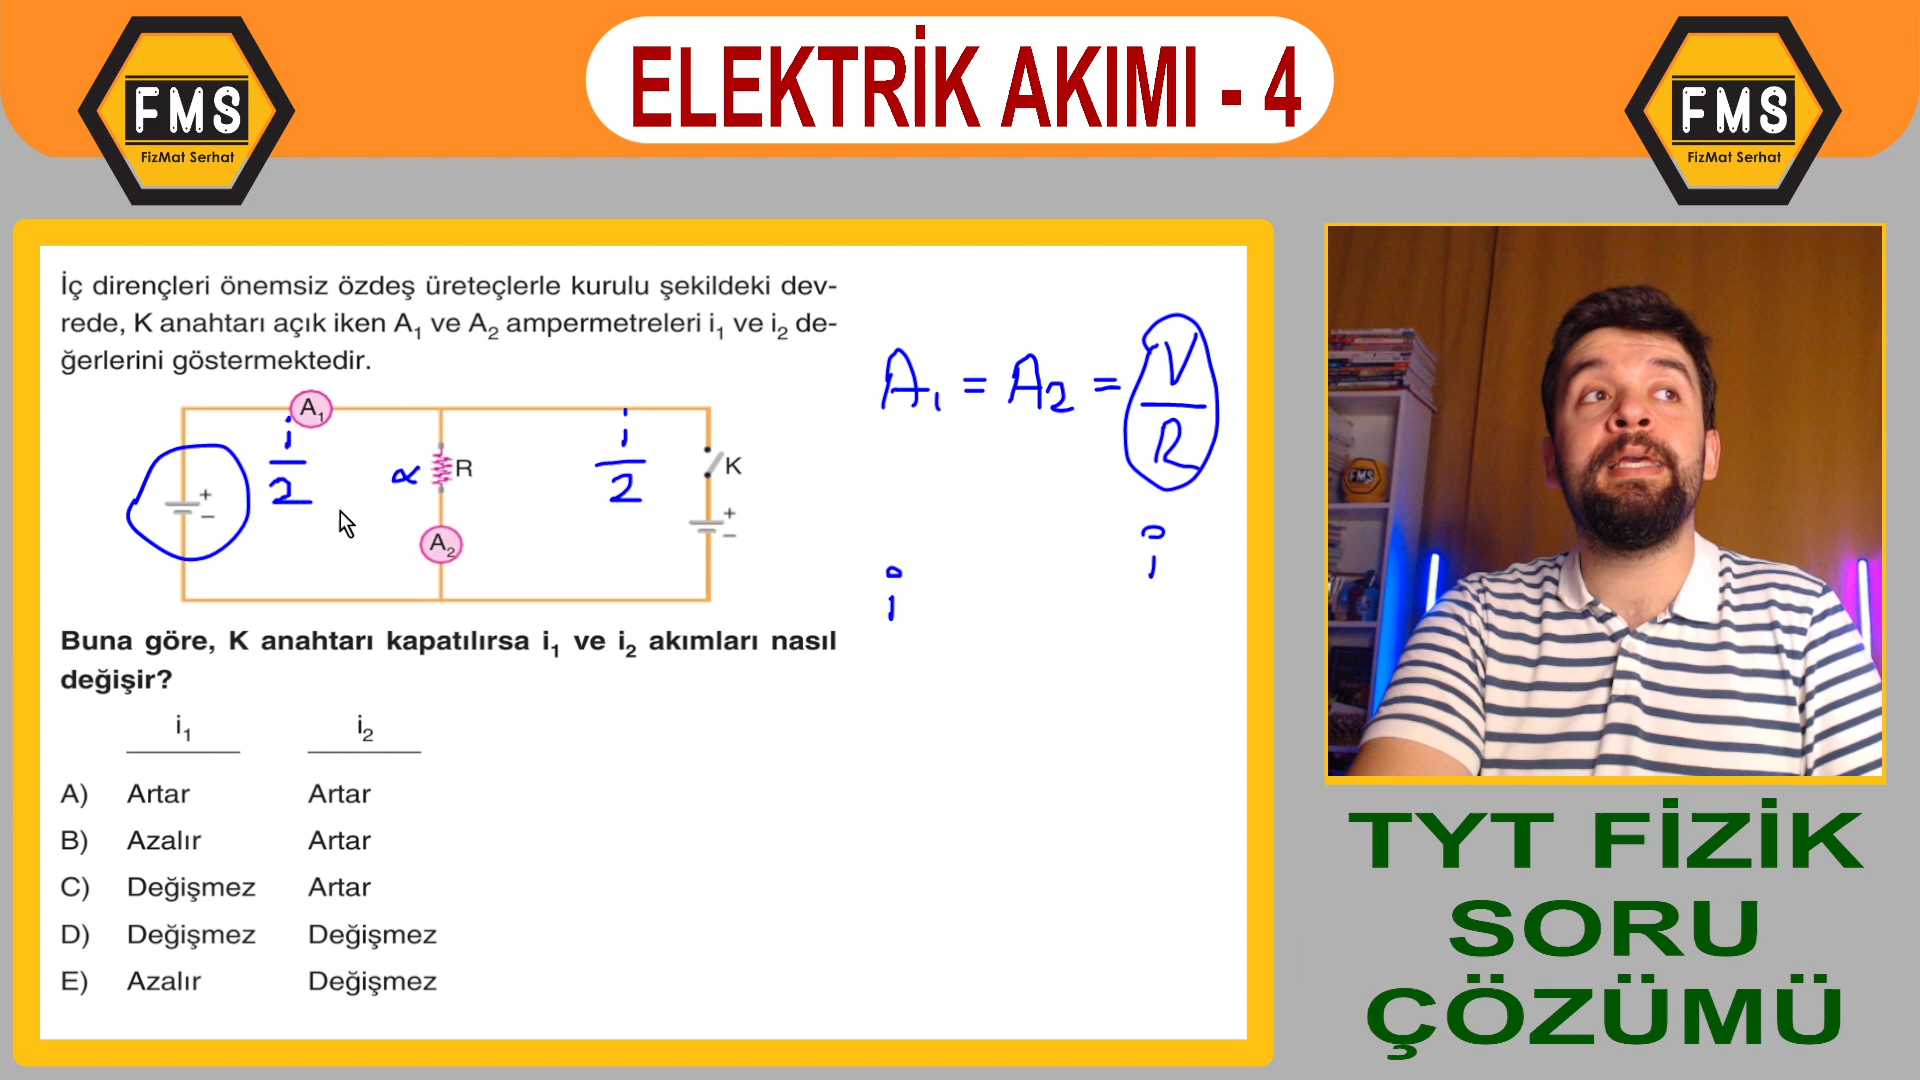 ELEKTRİK AKIMI - 4
FMS
FizMat Serhat
FMS
FizMat Serhat
İç dirençleri önemsiz özdeş üreteçlerle kurulu şekildeki dev-
rede, K anahtarı açık iken A₁ ve A₂ ampermetreleri i₁ ve i₂ de-
ğerlerini göstermektedir.
A₁ = A₂ = V/R
A₁
i/2
R
i/2
K
+
-
A₂
+
-
i
i
Buna göre, K anahtarı kapatılırsa i₁ ve i₂ akımları nasıl
değişir?
i₁ i₂
A) Artar Artar
B) Azalır Artar
C) Değişmez Artar
D) Değişmez Değişmez
E) Azalır Değişmez
FMS
TYT FİZİK
SORU
ÇÖZÜMÜ